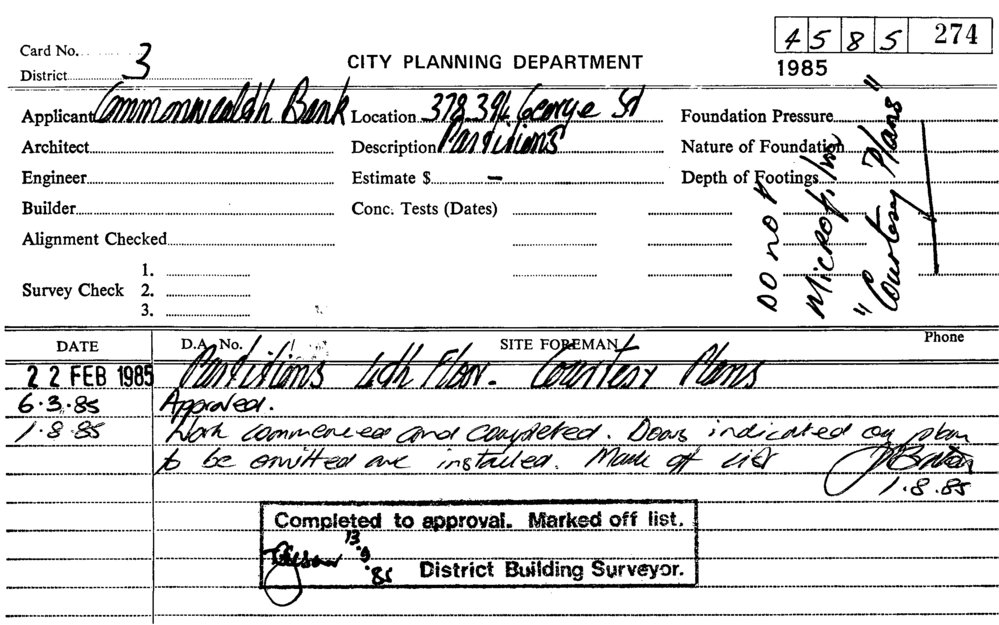 4585 274
Card No. 3
CITY PLANNING DEPARTMENT
1985
District
Applicant Commonwealth Bank Location 378.394 George St Foundation Pressure
Architect Description Partitions Nature of Foundation
Engineer Estimate $ – Depth of Footings
Builder Conc. Tests (Dates)
Alignment Checked
Survey Check 1.
2.
3.
Do not
Microfilm
"Courtesy Plans"
DATE D.A. No. SITE FOREMAN Phone
22 FEB 1985 Partitions 4th Floor. Courtesy Plans
6.3.85 Approved.
1.8.85 Work commenced and completed. Doors indicated on plan
to be omitted are installed. Mark off list
1.8.85
Completed to approval. Marked off list.
13.9.85 District Building Surveyor.